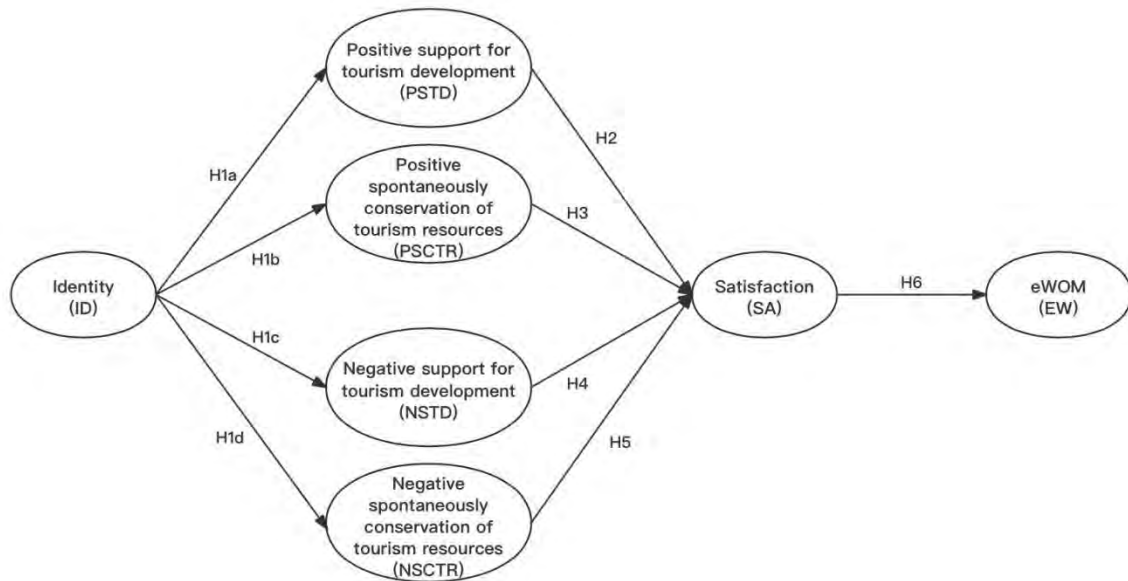 Positive support for
tourism development
(PSTD)
H2
H1a
Positive
spontaneously
conservation of
tourism resources
(PSCTR)
H3
H1b
Identity
(ID)
Satisfaction
(SA)
H6
eWOM
(EW)
H1c
Negative support for
tourism development
(NSTD)
H4
H1d
H5
Negative
spontaneously
conservation of
tourism resources
(NSCTR)